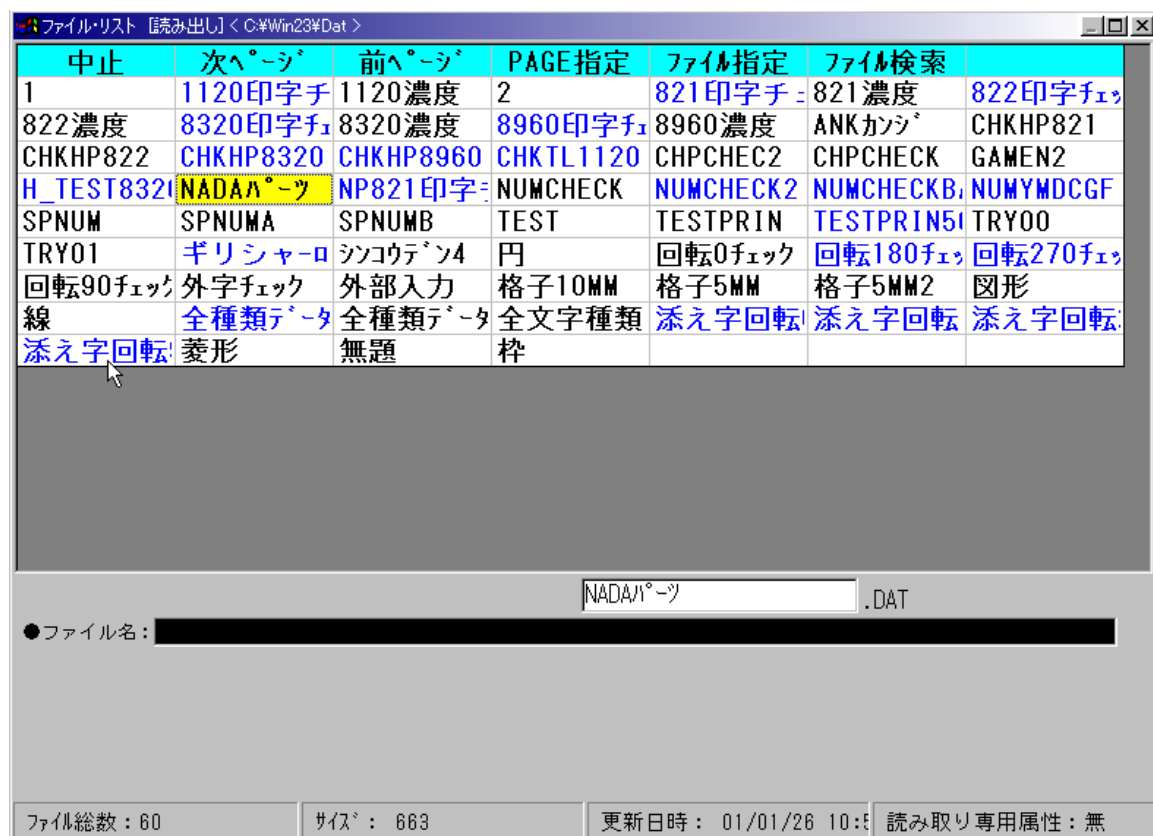 ファイル・リスト [読み出し] < C:¥Win23¥Dat >
中止 次ﾍﾟｰｼﾞ 前ﾍﾟｰｼﾞ PAGE指定 ﾌｧｲﾙ指定 ﾌｧｲﾙ検索
1 1120印字チ 1120濃度 2 821印字チ 821濃度 822印字ﾁｪｯ
822濃度 8320印字ﾁｪ 8320濃度 8960印字ﾁｪ 8960濃度 ANKｶﾝｼﾞ CHKHP821
CHKHP822 CHKHP8320 CHKHP8960 CHKTL1120 CHPCHEC2 CHPCHECK GAMEN2
H_TEST8320 NADAﾊﾟｰﾂ NP821印字 NUMCHECK NUMCHECK2 NUMCHECKB NUMYMDCGF
SPNUM SPNUMA SPNUMB TEST TESTPRIN TESTPRIN5 TRY00
TRY01 ギリシャーロ ｼﾝｺｳﾃﾞﾝ4 円 回転0ﾁｪｯｸ 回転180ﾁｪｯ 回転270ﾁｪｯ
回転90ﾁｪｯｸ 外字ﾁｪｯｸ 外部入力 格子10MM 格子5MM 格子5MM2 図形
線 全種類ﾃﾞｰﾀ 全種類ﾃﾞｰﾀ 全文字種類 添え字回転 添え字回転 添え字回転
添え字回転 菱形 無題 枠
NADAﾊﾟｰﾂ .DAT
●ファイル名:
ﾌｧｲﾙ総数:60 ｻｲｽﾞ: 663 更新日時: 01/01/26 10: 読み取り専用属性:無